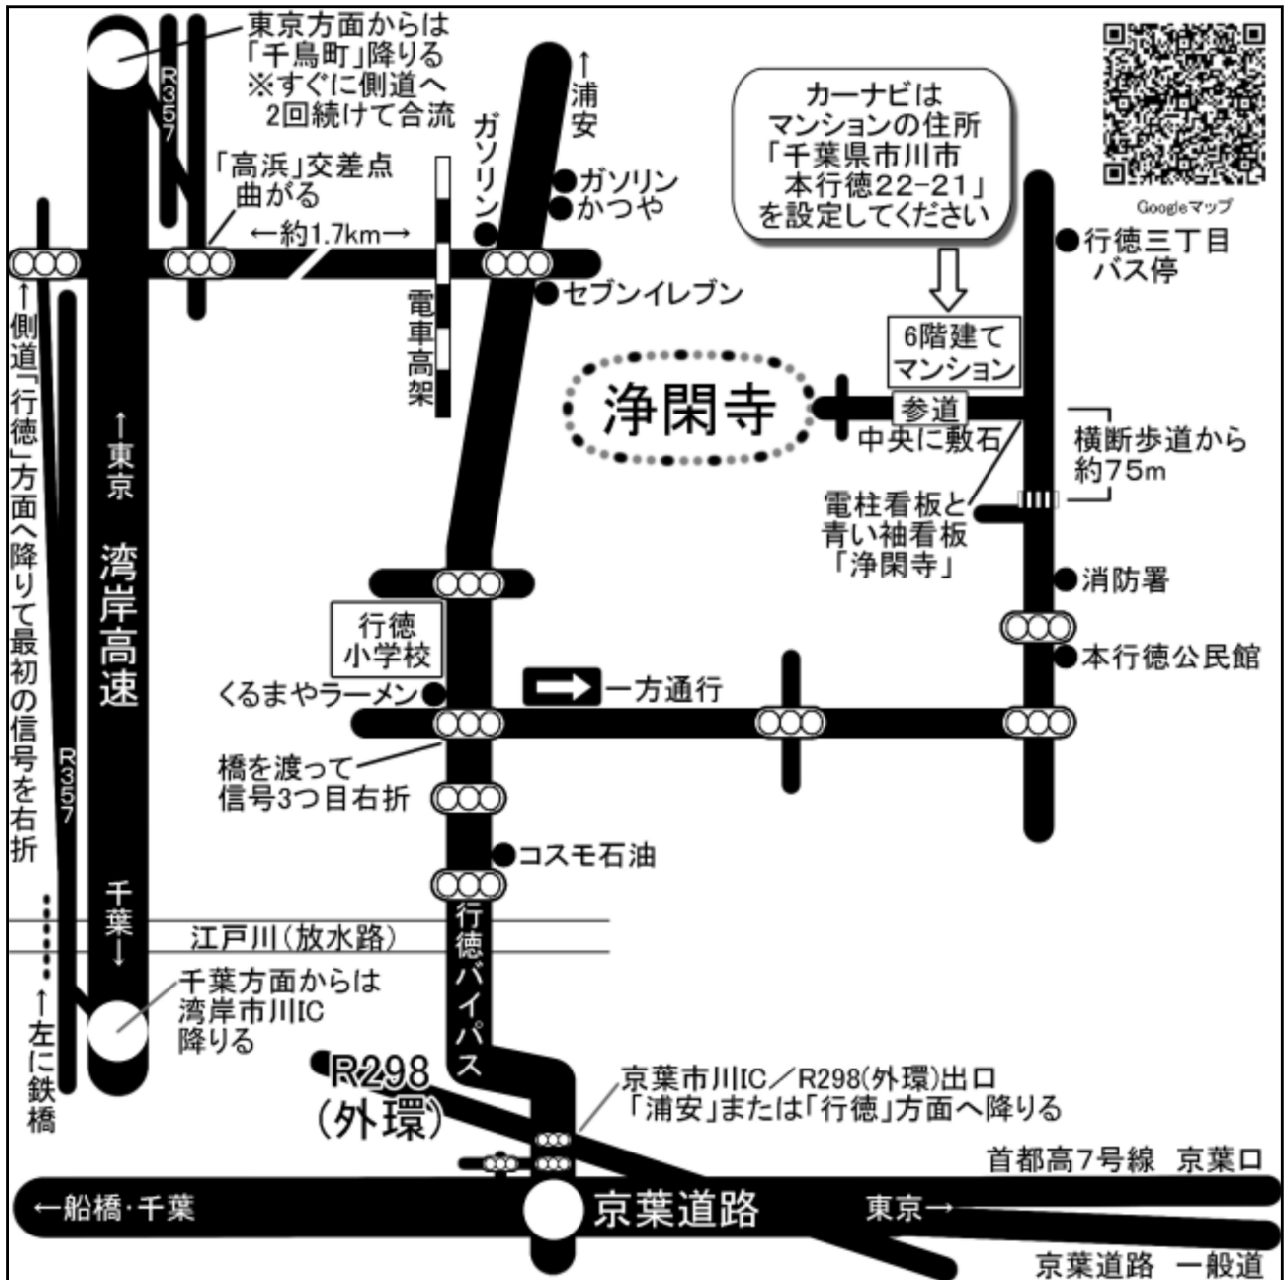 東京方面からは
「千鳥町」降りる
※すぐに側道へ
2回続けて合流
R357
↑浦安
ガソリン
ガソリン
かつや
「高浜」交差点
曲がる
←約1.7km→
セブンイレブン
電車高架
カーナビは
マンションの住所
「千葉県市川市
本行徳22-21」
を設定してください
Googleマップ
行徳三丁目
バス停
6階建て
マンション
浄閑寺
参道
中央に敷石
横断歩道から
約75m
電柱看板と
青い袖看板
「浄閑寺」
消防署
本行徳公民館
←側道「行徳」方面へ降りて最初の信号を右折
↑東京
湾岸高速
千葉↓
R357
行徳
小学校
くるまやラーメン
→一方通行
橋を渡って
信号3つ目右折
コスモ石油
行徳バイパス
江戸川(放水路)
千葉方面からは
湾岸市川IC
降りる
←左に鉄橋
R298
(外環)
京葉市川IC/R298(外環)出口
「浦安」または「行徳」方面へ降りる
首都高7号線 京葉口
←船橋・千葉
京葉道路
東京→
京葉道路 一般道